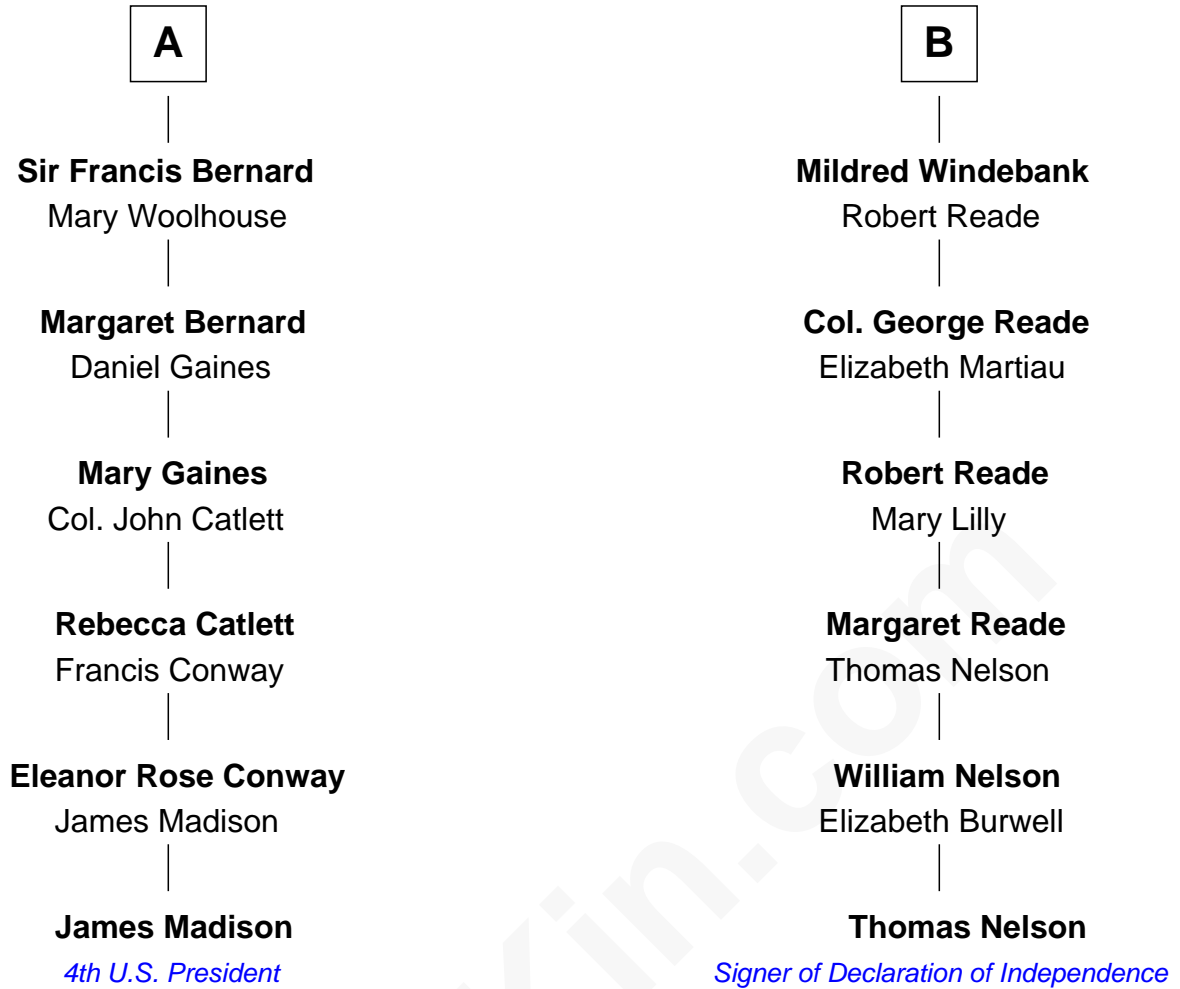 A
Sir Francis Bernard
Mary Woolhouse
Margaret Bernard
Daniel Gaines
Mary Gaines
Col. John Catlett
Rebecca Catlett
Francis Conway
Eleanor Rose Conway
James Madison
James Madison
4th U.S. President
B
Mildred Windebank
Robert Reade
Col. George Reade
Elizabeth Martiau
Robert Reade
Mary Lilly
Margaret Reade
Thomas Nelson
William Nelson
Elizabeth Burwell
Thomas Nelson
Signer of Declaration of Independence
Kin.com